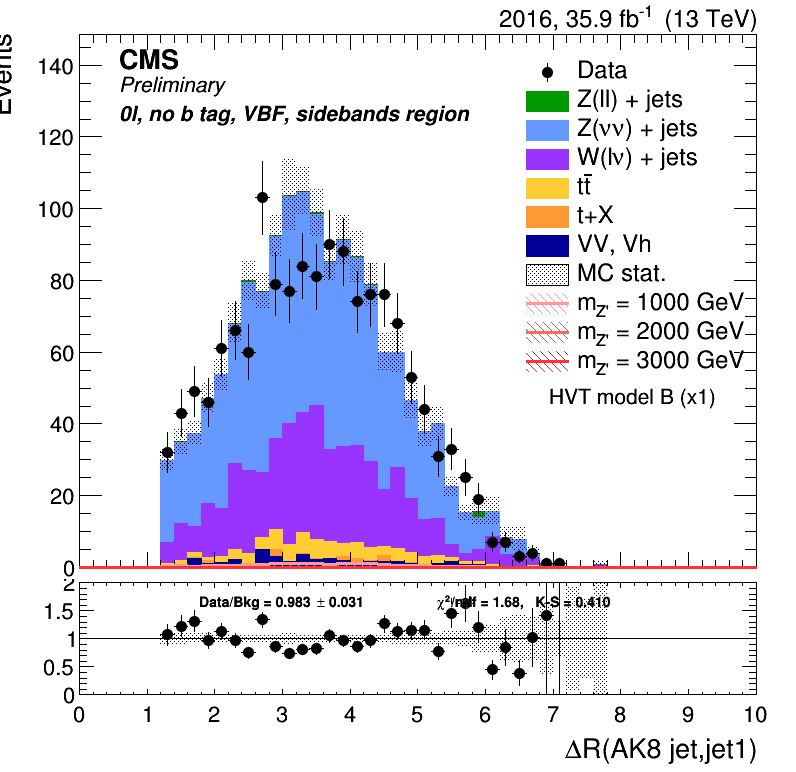 2016, 35.9 fb⁻¹ (13 TeV)
Events
CMS
Preliminary
0l, no b tag, VBF, sidebands region
Data
Z(ll) + jets
Z(νν) + jets
W(lν) + jets
tt̄
t+X
VV, Vh
MC stat.
m_Z' = 1000 GeV
m_Z' = 2000 GeV
m_Z' = 3000 GeV
HVT model B (x1)
140
120
100
80
60
40
20
0
Data/Bkg = 0.983 ± 0.031
χ²/ndf = 1.68, K-S = 0.410
2
1.5
1
0.5
0
0 1 2 3 4 5 6 7 8 9 10
ΔR(AK8 jet,jet1)